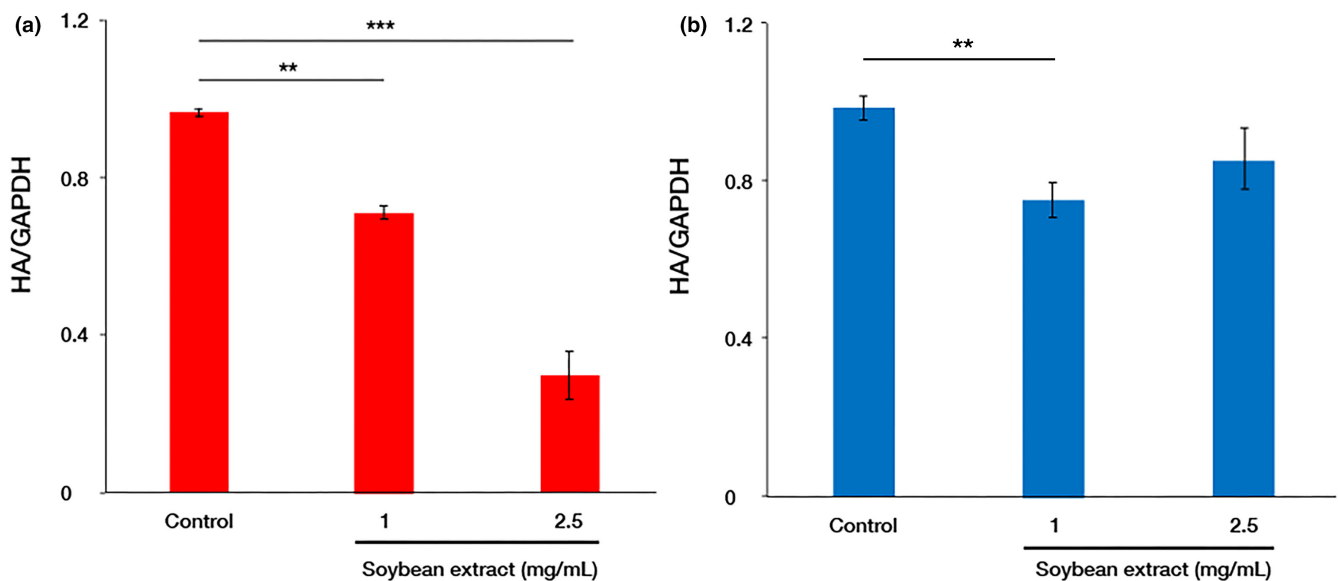 (a)
1.2
0.8
0.4
0
HA/GAPDH
***
**
Control
1
2.5
Soybean extract (mg/mL)
(b)
1.2
0.8
0.4
0
HA/GAPDH
**
Control
1
2.5
Soybean extract (mg/mL)